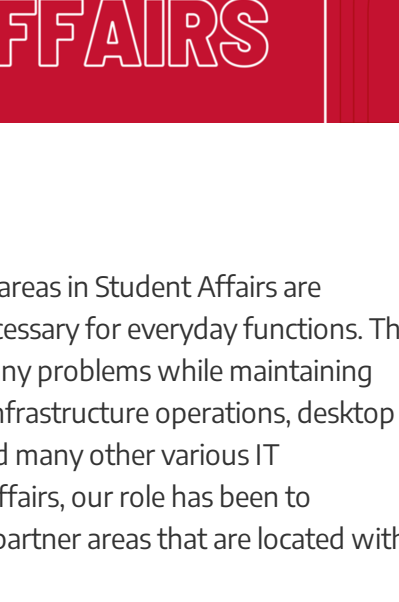 FFAIRS
areas in Student Affairs are
cessary for everyday functions. Th
ny problems while maintaining
nfrastructure operations, desktop
d many other various IT
ffairs, our role has been to
partner areas that are located with